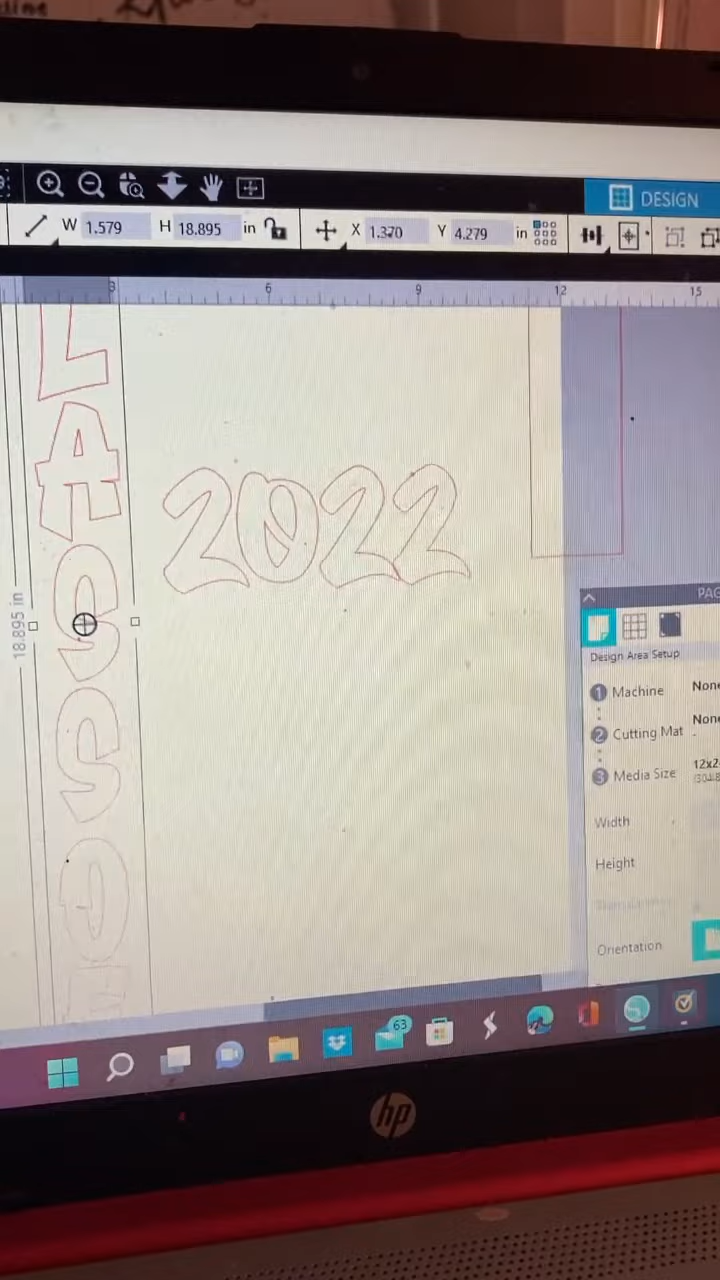 DESIGN
W 1.579 H 18.895 in X 1.370 Y 4.279 in
3 6 9 12 15
L
A
S
S
O
F
18.895 in
2022
PAG
Design Area Setup
1 Machine None
2 Cutting Mat None
3 Media Size 12x2
Width
Height
Orientation
63
hp